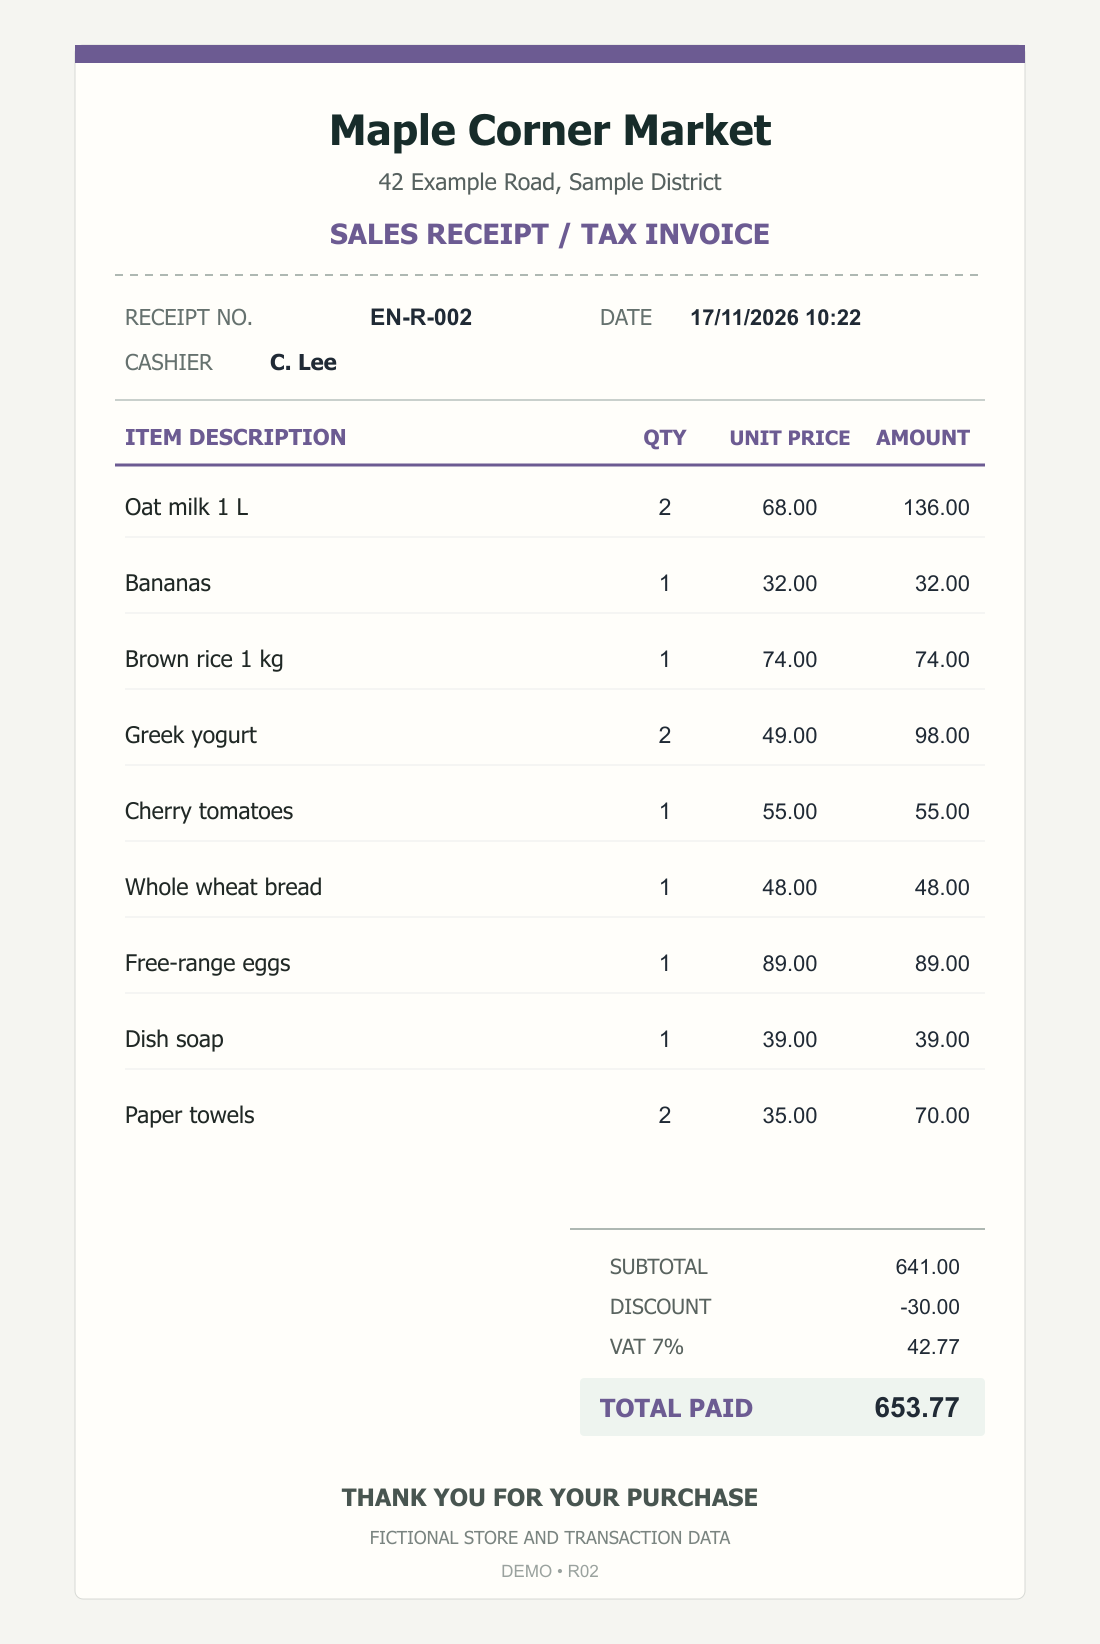 Maple Corner Market
42 Example Road, Sample District
SALES RECEIPT / TAX INVOICE
RECEIPT NO. EN-R-002 DATE 17/11/2026 10:22
CASHIER C. Lee
ITEM DESCRIPTION QTY UNIT PRICE AMOUNT
Oat milk 1 L 2 68.00 136.00
Bananas 1 32.00 32.00
Brown rice 1 kg 1 74.00 74.00
Greek yogurt 2 49.00 98.00
Cherry tomatoes 1 55.00 55.00
Whole wheat bread 1 48.00 48.00
Free-range eggs 1 89.00 89.00
Dish soap 1 39.00 39.00
Paper towels 2 35.00 70.00
SUBTOTAL 641.00
DISCOUNT -30.00
VAT 7% 42.77
TOTAL PAID 653.77
THANK YOU FOR YOUR PURCHASE
FICTIONAL STORE AND TRANSACTION DATA
DEMO • R02